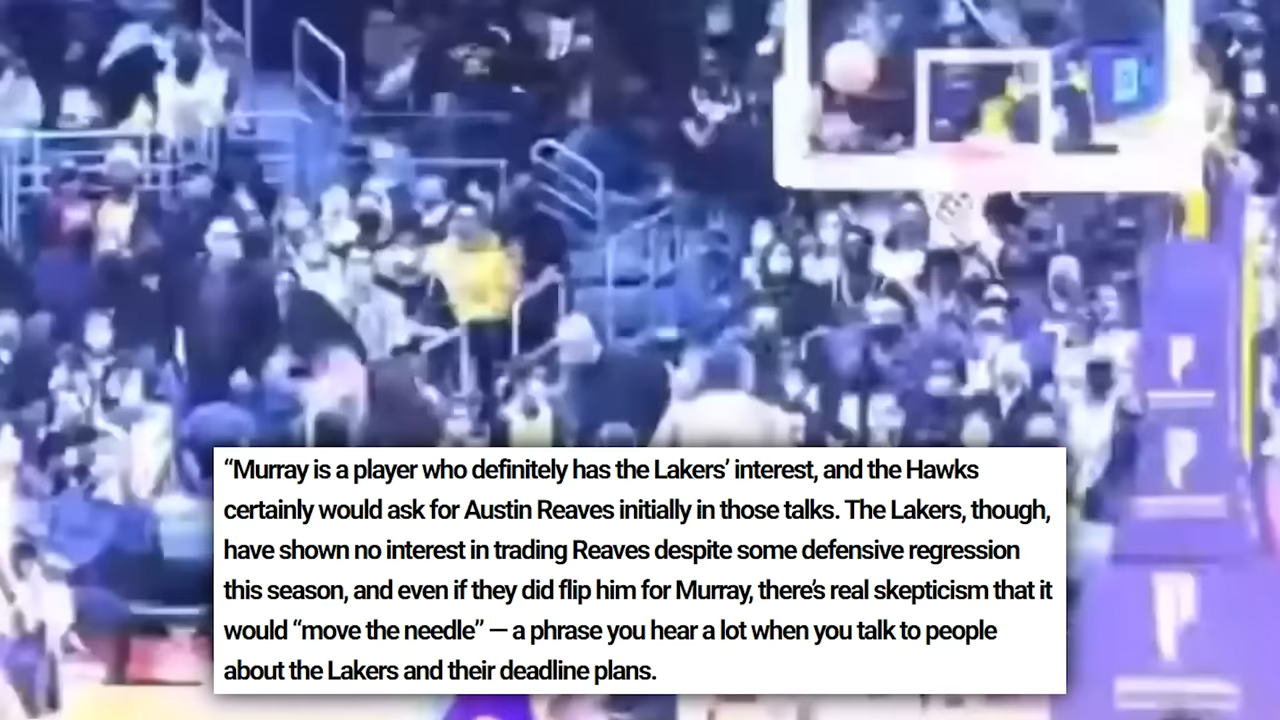 “Murray is a player who definitely has the Lakers’ interest, and the Hawks
certainly would ask for Austin Reaves initially in those talks. The Lakers, though,
have shown no interest in trading Reaves despite some defensive regression
this season, and even if they did flip him for Murray, there’s real skepticism that it
would “move the needle” — a phrase you hear a lot when you talk to people
about the Lakers and their deadline plans.